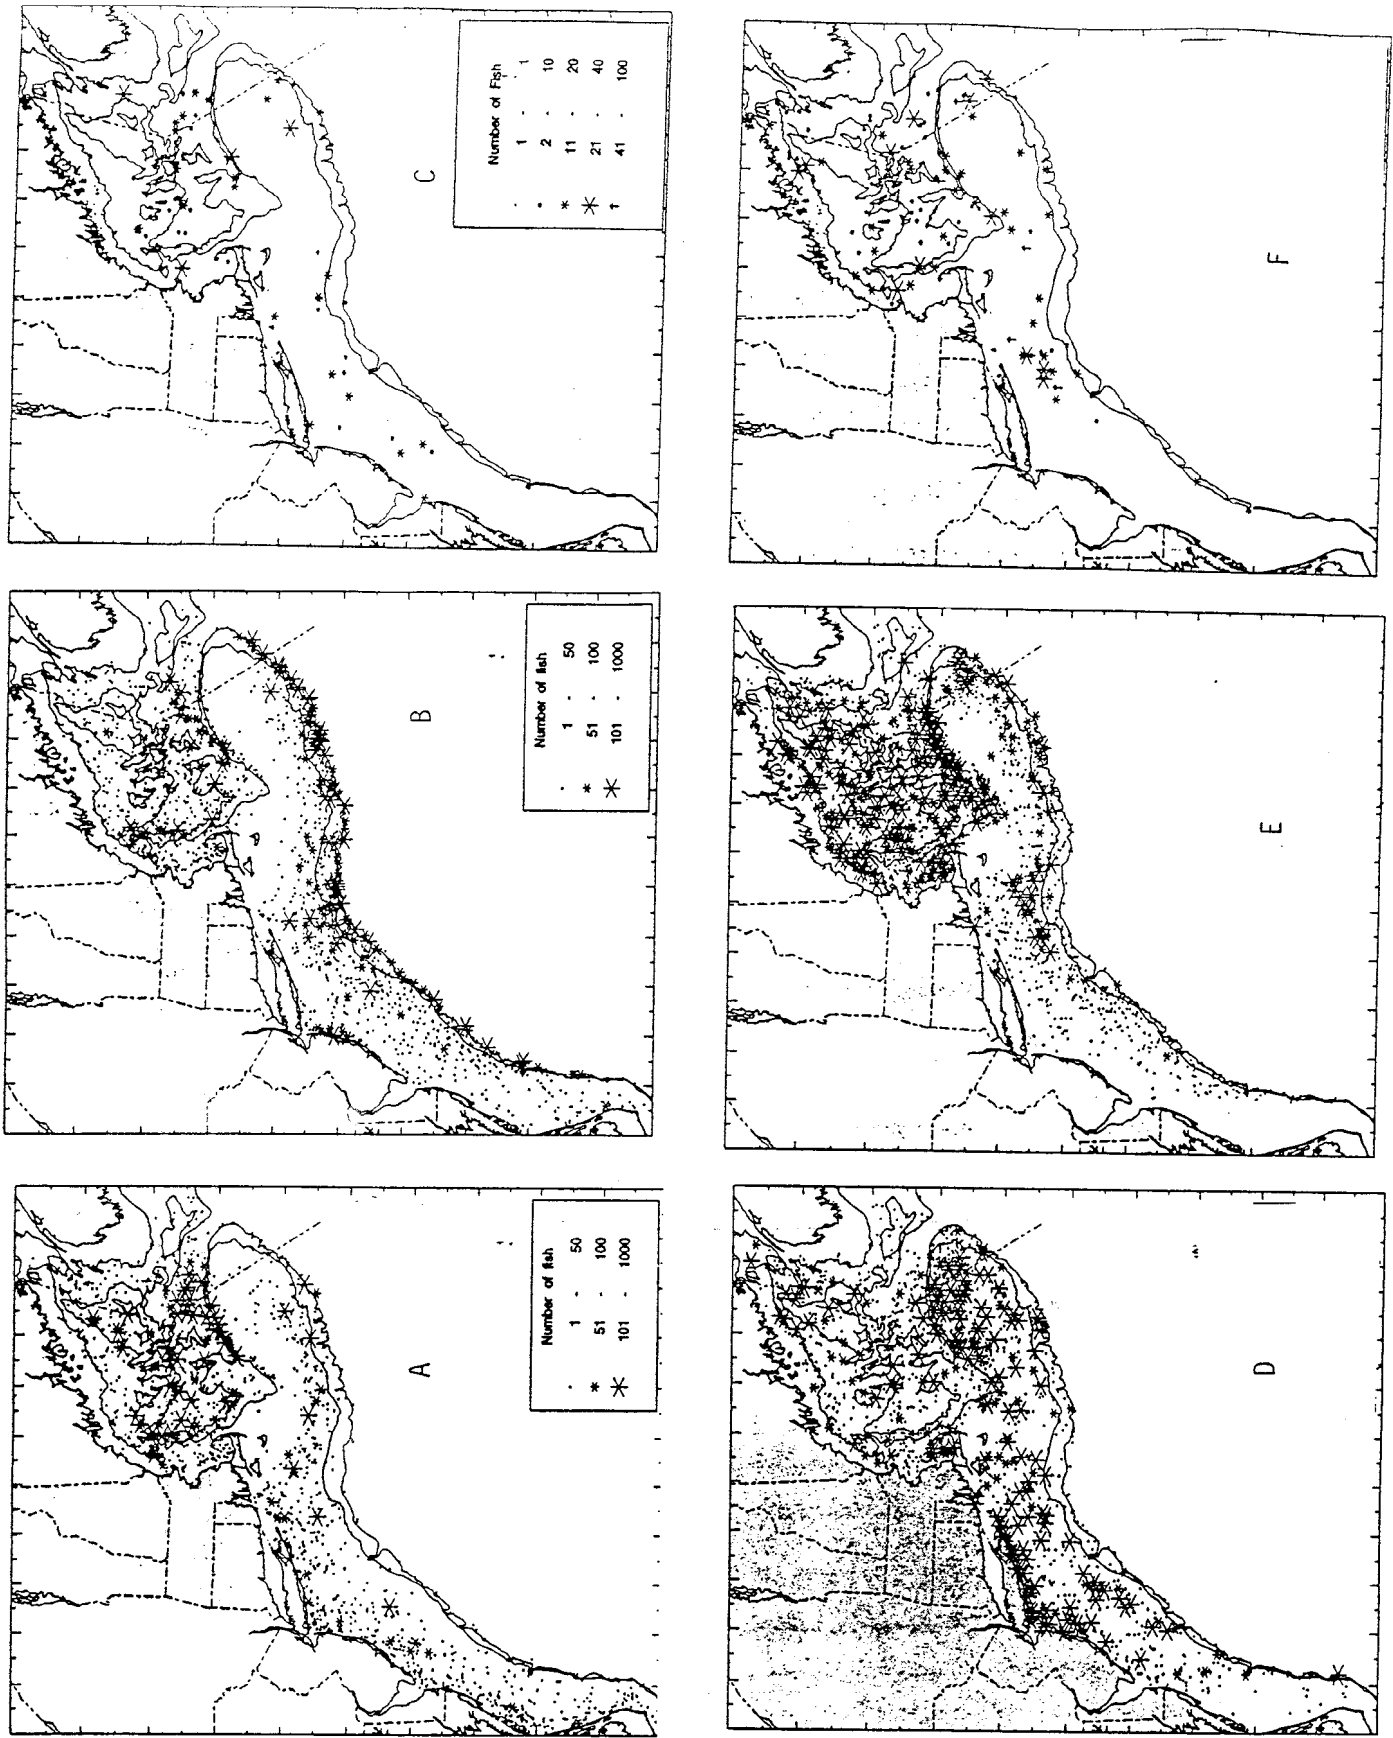 C
Number of Fish
. 1 - 1
• 2 - 10
* 11 - 20
✳ 21 - 40
↑ 41 - 100
F
B
Number of fish
. 1 - 50
* 51 - 100
✳ 101 - 1000
E
A
Number of fish
. 1 - 50
* 51 - 100
✳ 101 - 1000
D